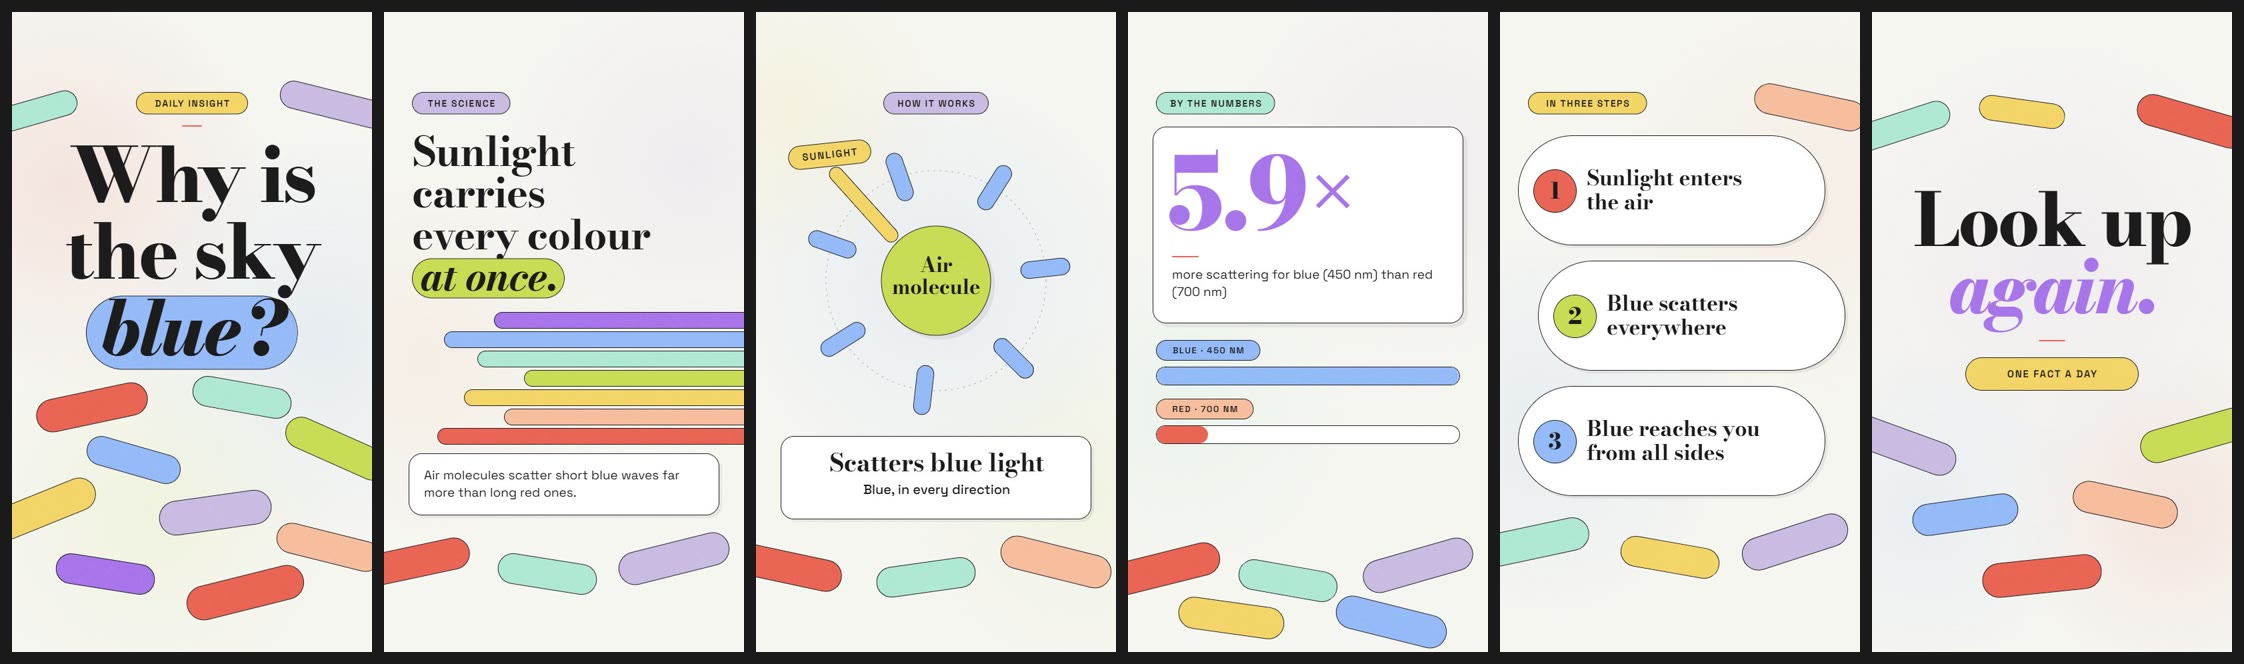 DAILY INSIGHT
Why is
the sky
blue?
THE SCIENCE
Sunlight
carries
every colour
at once.
Air molecules scatter short blue waves far
more than long red ones.
HOW IT WORKS
SUNLIGHT
Air
molecule
Scatters blue light
Blue, in every direction
BY THE NUMBERS
5.9×
more scattering for blue (450 nm) than red
(700 nm)
BLUE · 450 NM
RED · 700 NM
IN THREE STEPS
1
Sunlight enters
the air
2
Blue scatters
everywhere
3
Blue reaches you
from all sides
Look up
again.
ONE FACT A DAY